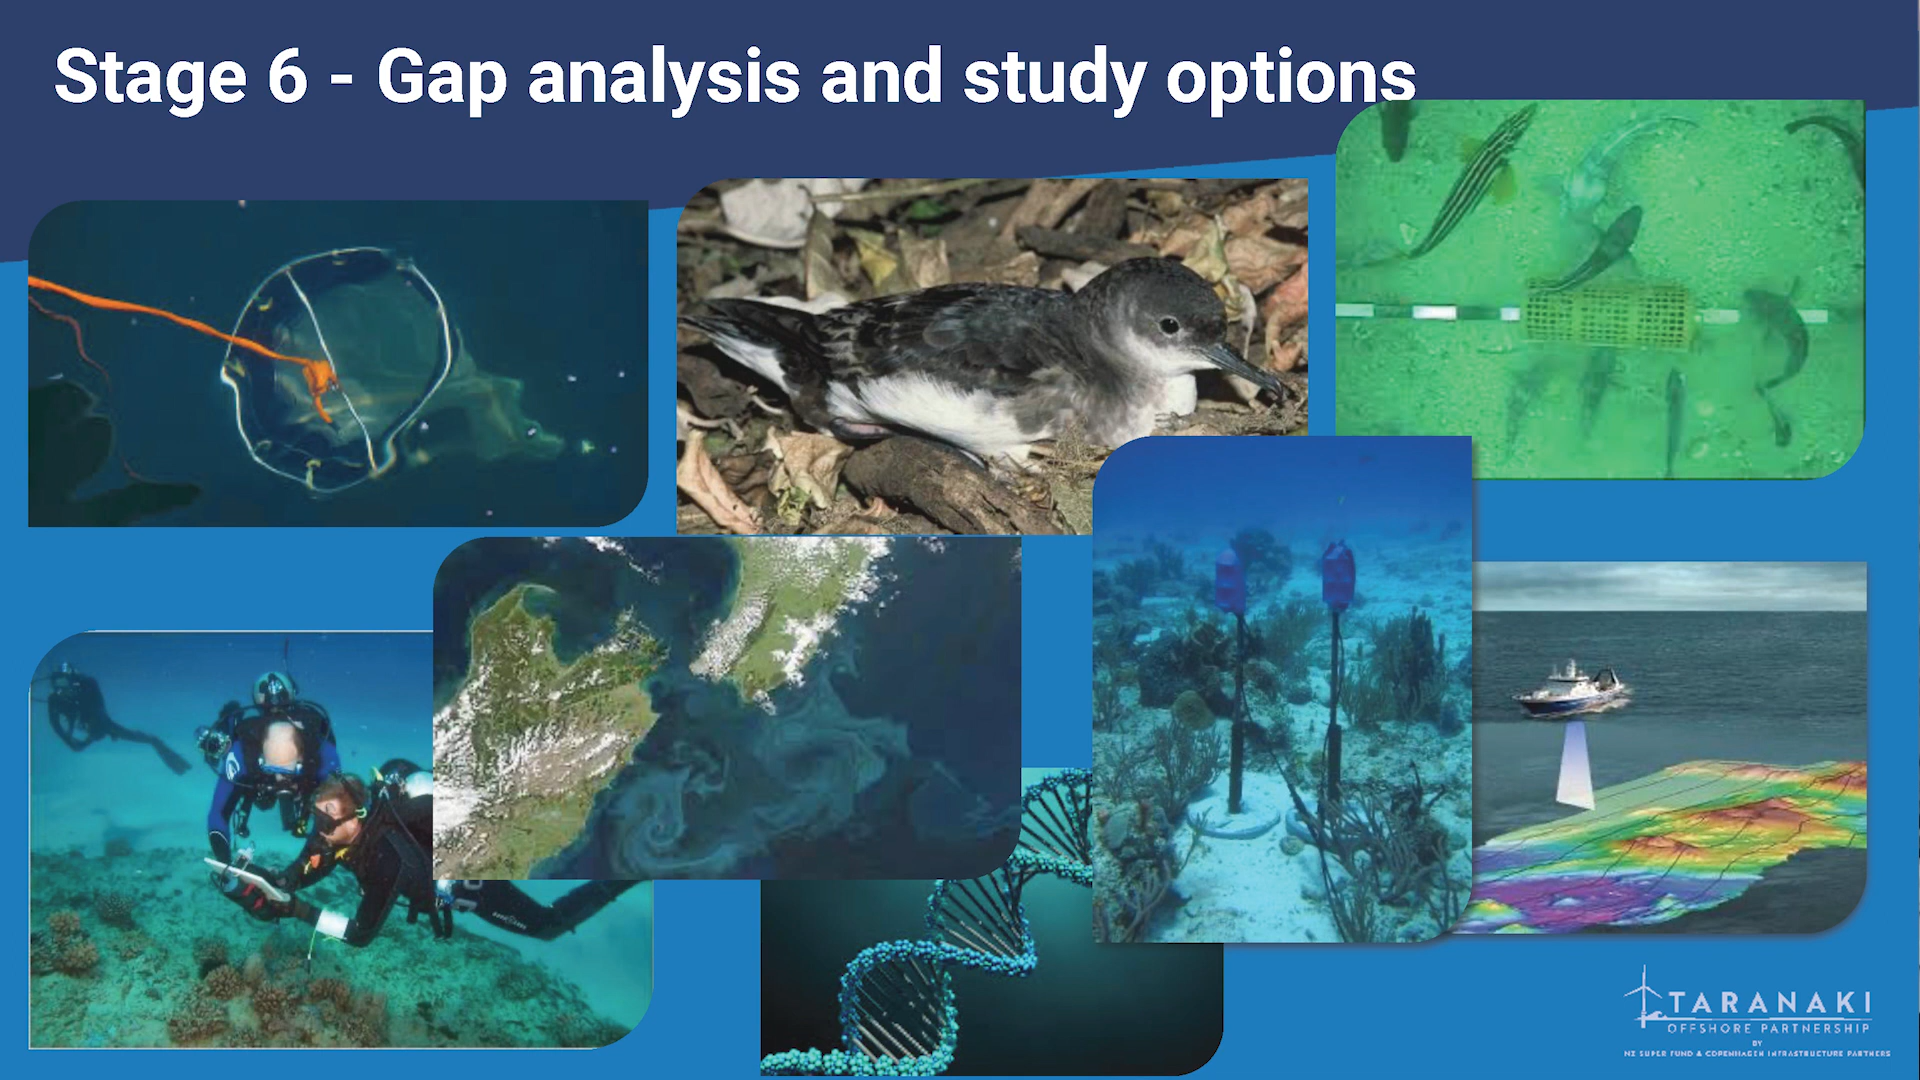 Stage 6 - Gap analysis and study options
TARANAKI
OFFSHORE PARTNERSHIP
BY
NZ SUPER FUND & COPENHAGEN INFRASTRUCTURE PARTNERS